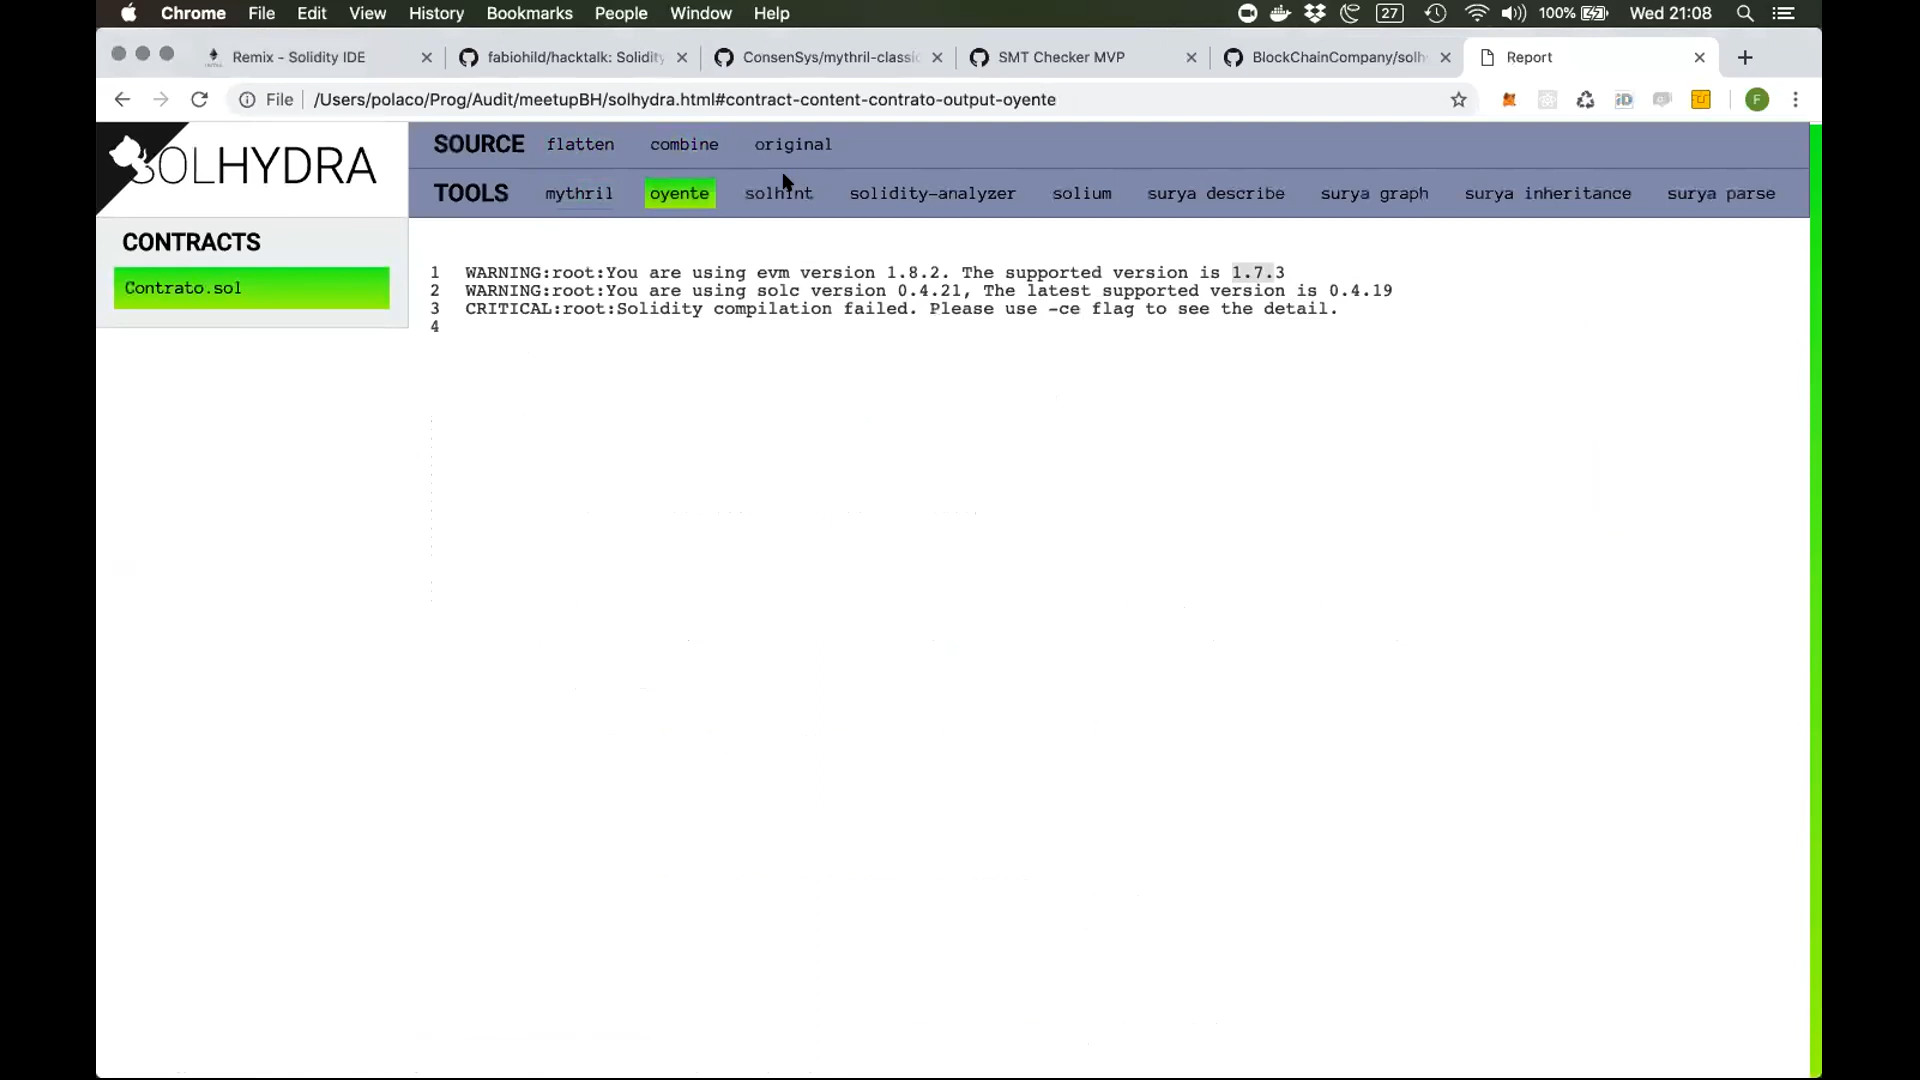 Chrome File Edit View History Bookmarks People Window Help 27 100% Wed 21:08
Remix - Solidity IDE fabiohild/hacktalk: Solidity ConsenSys/mythril-classic SMT Checker MVP BlockChainCompany/solh Report
File /Users/polaco/Prog/Audit/meetupBH/solhydra.html#contract-content-contrato-output-oyente iD F
SOLHYDRA
SOURCE flatten combine original
TOOLS mythril oyente solhint solidity-analyzer solium surya describe surya graph surya inheritance surya parse
CONTRACTS
Contrato.sol
1 WARNING:root:You are using evm version 1.8.2. The supported version is 1.7.3
2 WARNING:root:You are using solc version 0.4.21, The latest supported version is 0.4.19
3 CRITICAL:root:Solidity compilation failed. Please use -ce flag to see the detail.
4